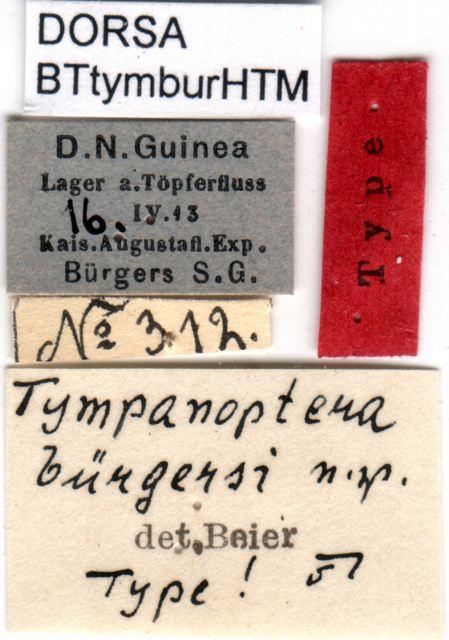 DORSA
BTtymburHTM
Type.
D.N.Guinea
Lager a.Töpferfluss
16. IV.13
Kais.Augustafl.Exp.
Bürgers S.G.
No 312.
Tympanoptera
bürgersi n.sp.
det.Beier
Type! 51